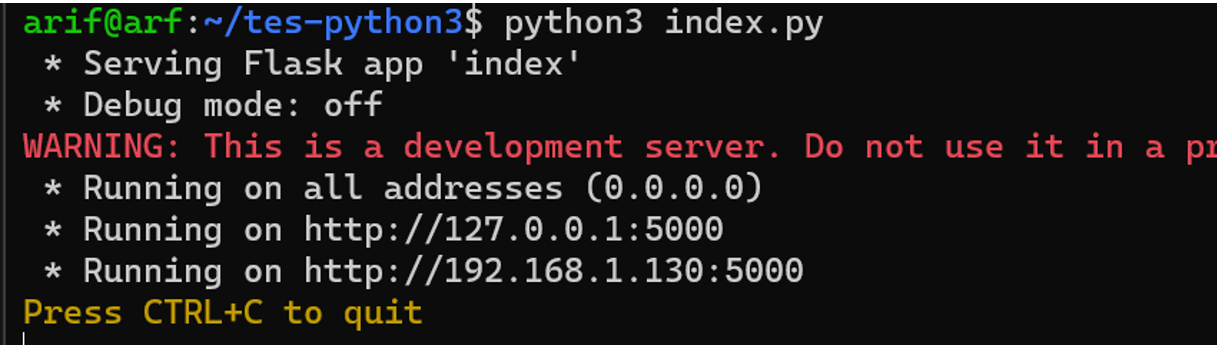 arif@arf:~/tes-python3$ python3 index.py
 * Serving Flask app 'index'
 * Debug mode: off
WARNING: This is a development server. Do not use it in a
 * Running on all addresses (0.0.0.0)
 * Running on http://127.0.0.1:5000
 * Running on http://192.168.1.130:5000
Press CTRL+C to quit